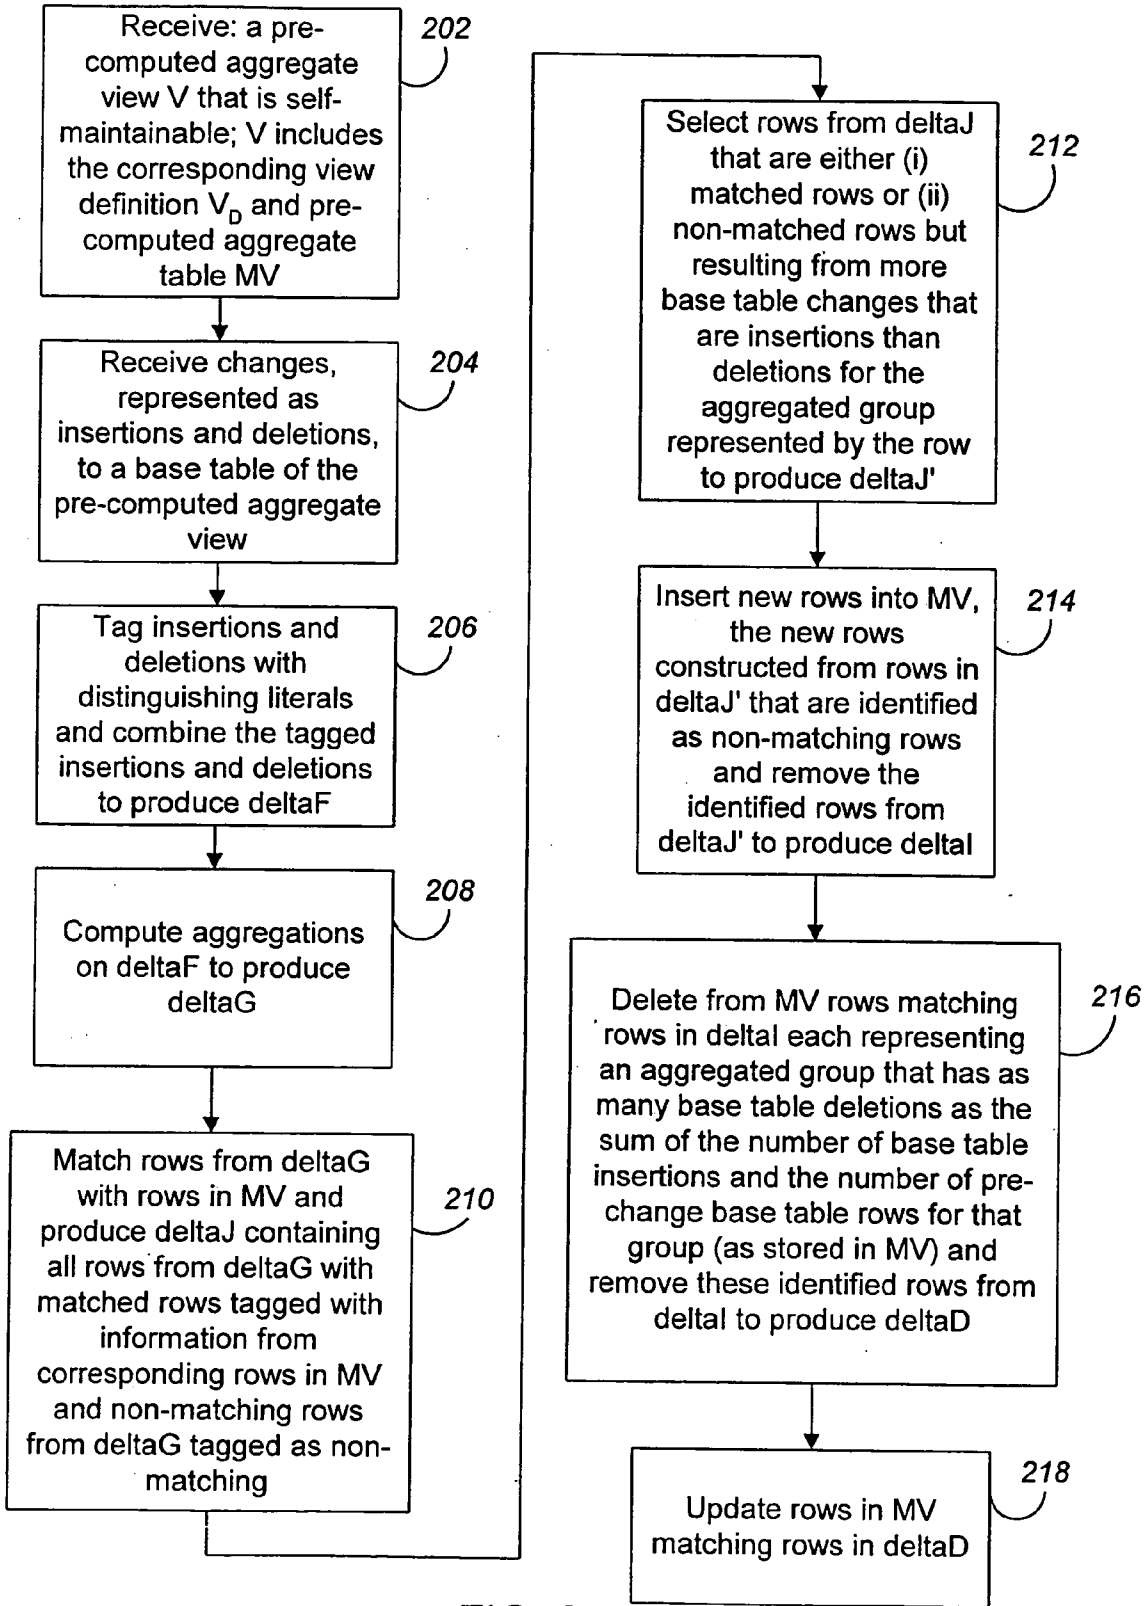 Receive: a pre-
computed aggregate
view V that is self-
maintainable; V includes
the corresponding view
definition V_D and pre-
computed aggregate
table MV
202
Receive changes,
represented as
insertions and deletions,
to a base table of the
pre-computed aggregate
view
204
Tag insertions and
deletions with
distinguishing literals
and combine the tagged
insertions and deletions
to produce deltaF
206
Compute aggregations
on deltaF to produce
deltaG
208
Match rows from deltaG
with rows in MV and
produce deltaJ containing
all rows from deltaG with
matched rows tagged with
information from
corresponding rows in MV
and non-matching rows
from deltaG tagged as non-
matching
210
Select rows from deltaJ
that are either (i)
matched rows or (ii)
non-matched rows but
resulting from more
base table changes that
are insertions than
deletions for the
aggregated group
represented by the row
to produce deltaJ'
212
Insert new rows into MV,
the new rows
constructed from rows in
deltaJ' that are identified
as non-matching rows
and remove the
identified rows from
deltaJ' to produce deltaI
214
Delete from MV rows matching
rows in deltaI each representing
an aggregated group that has as
many base table deletions as the
sum of the number of base table
insertions and the number of pre-
change base table rows for that
group (as stored in MV) and
remove these identified rows from
deltaI to produce deltaD
216
Update rows in MV
matching rows in deltaD
218